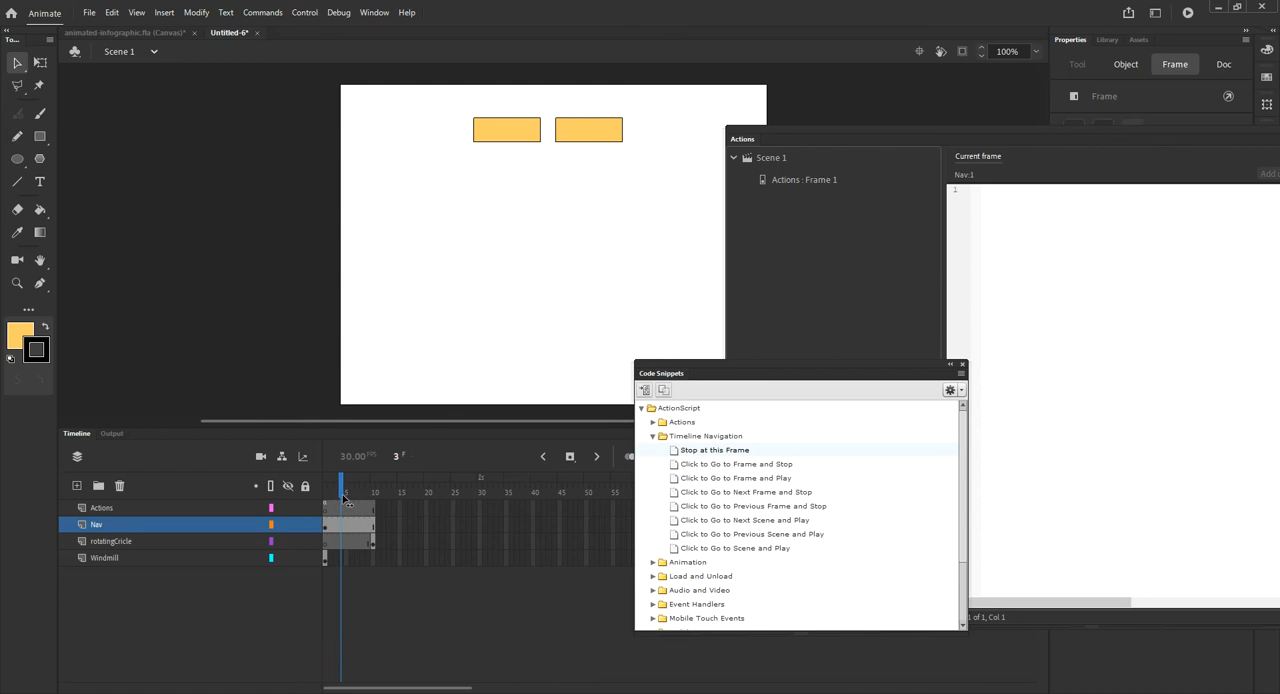 Animate File Edit View Insert Modify Text Commands Control Debug Window Help
animated-infographic.fla (Canvas)* × Untitled-6* ×
To... Scene 1 100%
Properties Library Assets
Tool Object Frame Doc
Frame
Actions
Scene 1
Actions : Frame 1
Current frame
Nav:1 Add
1
Code Snippets
ActionScript
Actions
Timeline Navigation
Stop at this Frame
Click to Go to Frame and Stop
Click to Go to Frame and Play
Click to Go to Next Frame and Stop
Click to Go to Previous Frame and Stop
Click to Go to Next Scene and Play
Click to Go to Previous Scene and Play
Click to Go to Scene and Play
Animation
Load and Unload
Audio and Video
Event Handlers
Mobile Touch Events
1 of 1, Col 1
Timeline Output
30.00 FPS 3 F
1s
5 10 15 20 25 30 35 40 45 50 55
Actions
Nav
rotatingCricle
Windmill